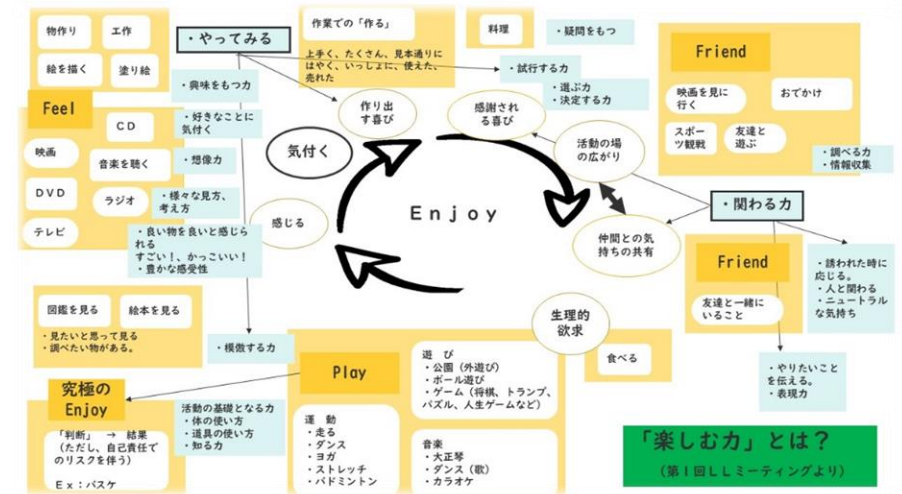 物作り
工作
絵を描く
塗り絵
・やってみる
作業での「作る」
上手く、たくさん、見本通りに
はやく、いっしょに、使えた、
売れた
料理
・疑問をもつ
・試行する力
・選ぶ力
・決定する力
Friend
映画を見に
行く
おでかけ
スポー
ツ観戦
友達と
遊ぶ
・調べる力
・情報収集
・興味をもつ力
Feel
映画
CD
音楽を聴く
DVD
ラジオ
テレビ
・好きなことに
気付く
・想像力
・様々な見方、
考え方
・良い物を良いと感じら
れる
すごい!、かっこいい!
・豊かな感受性
作り出
す喜び
感謝され
る喜び
気付く
感じる
Enjoy
活動の場
の広がり
仲間との気
持ちの共有
・関わる力
Friend
友達と一緒に
いること
・誘われた時に
応じる。
・人と関わる
・ニュートラル
な気持ち
・やりたいこと
を伝える。
・表現力
図鑑を見る
絵本を見る
・見たいと思って見る
・調べたい物がある。
・模倣する力
究極の
Enjoy
「判断」 → 結果
(ただし、自己責任で
のリスクを伴う)
Ex:バスケ
活動の基礎となる力
・体の使い方
・道具の使い方
・知る力
Play
運 動
・走る
・ダンス
・ヨガ
・ストレッチ
・バドミントン
遊 び
・公園(外遊び)
・ボール遊び
・ゲーム(将棋、トランプ、
パズル、人生ゲームなど)
音楽
・大正琴
・ダンス(歌)
・カラオケ
生理的
欲求
食べる
「楽しむ力」とは?
(第1回LLミーティングより)